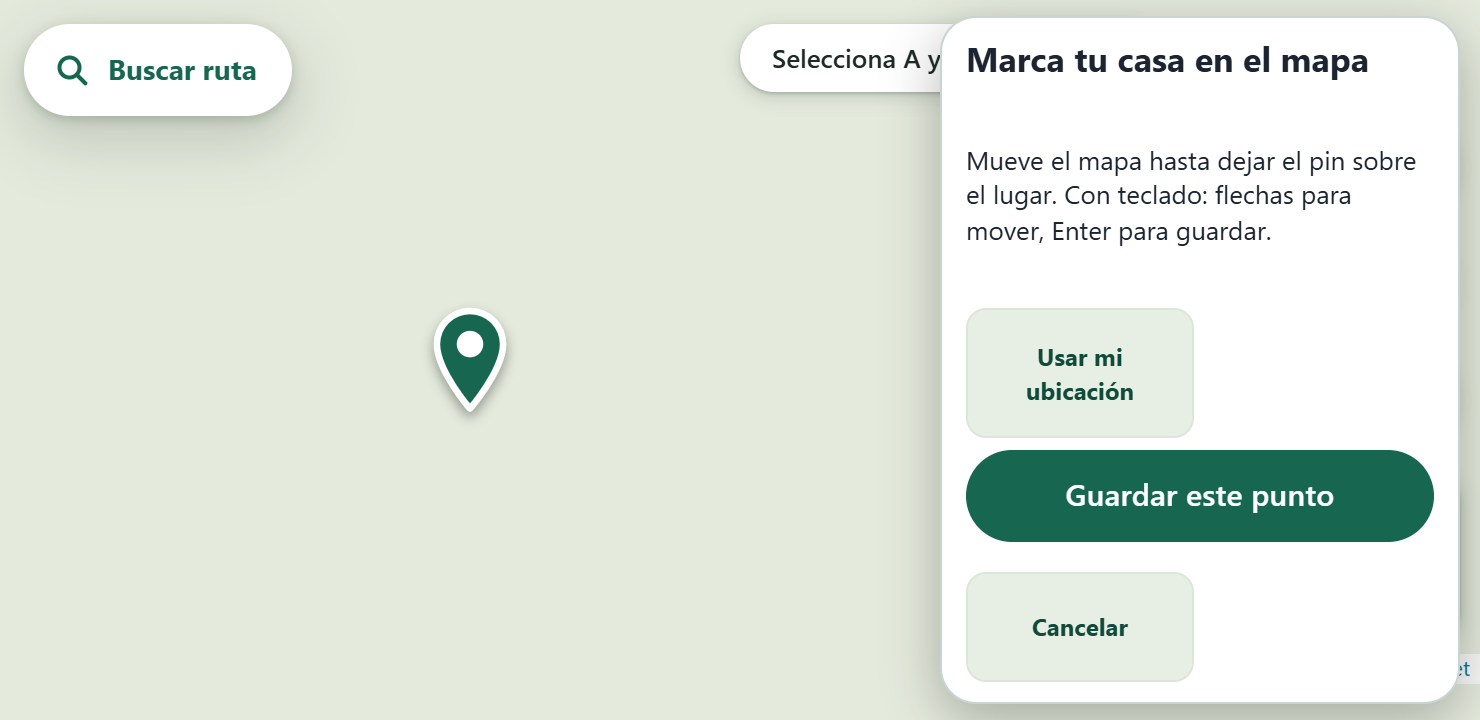 Buscar ruta
Selecciona A y
Marca tu casa en el mapa
Mueve el mapa hasta dejar el pin sobre
el lugar. Con teclado: flechas para
mover, Enter para guardar.
Usar mi
ubicación
Guardar este punto
Cancelar
et